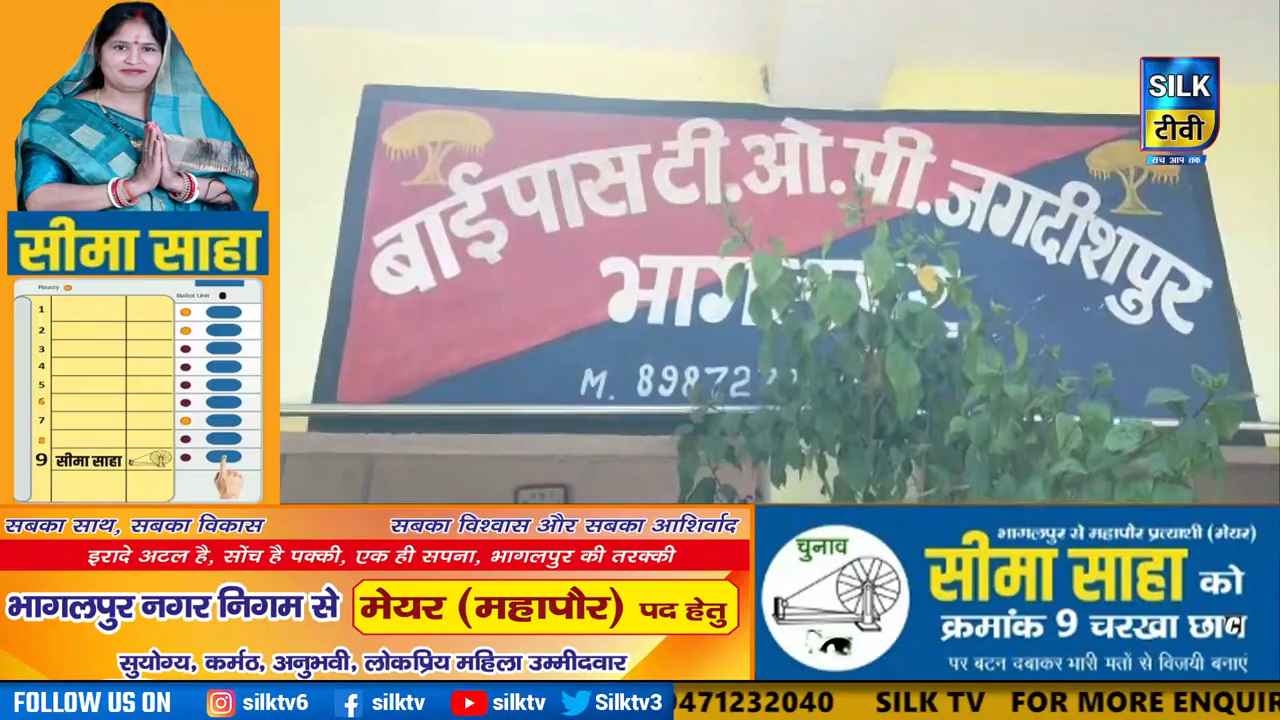 SILK
टीवी
सच आप तक
बाईपास टी.ओ.पी. जगदीशपुर
M. 89872
सीमा साहा
Ready
Ballot Unit
1
2
3
4
5
6
7
8
9 सीमा साहा
सबका साथ, सबका विकास
सबका विश्वास और सबका आशिर्वाद
इरादे अटल है, सोंच है पक्की, एक ही सपना, भागलपुर की तरक्की
भागलपुर नगर निगम से मेयर (महापौर) पद हेतु
सुयोग्य, कर्मठ, अनुभवी, लोकप्रिय महिला उम्मीदवार
चुनाव
भागलपुर से महापौर प्रत्याशी (मेयर)
सीमा साहा को
क्रमांक 9 चरखा छाप
पर बटन दबाकर भारी मतों से विजयी बनाएं
FOLLOW US ON silktv6 silktv silktv Silktv3
9471232040 SILK TV FOR MORE ENQUIR